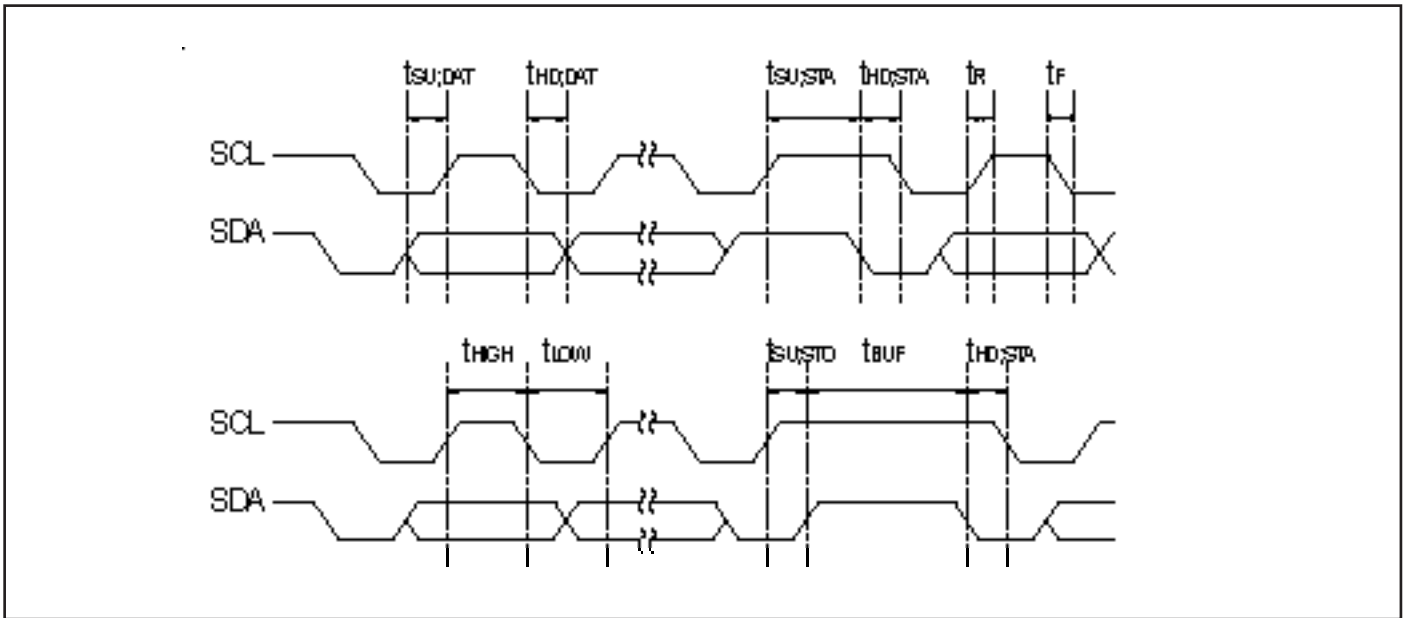 tSU;DAT tHD;DAT tSU;STA tHD;STA tR tF
SCL
SDA
tHIGH tLOW tSU;STO tBUF tHD;STA
SCL
SDA